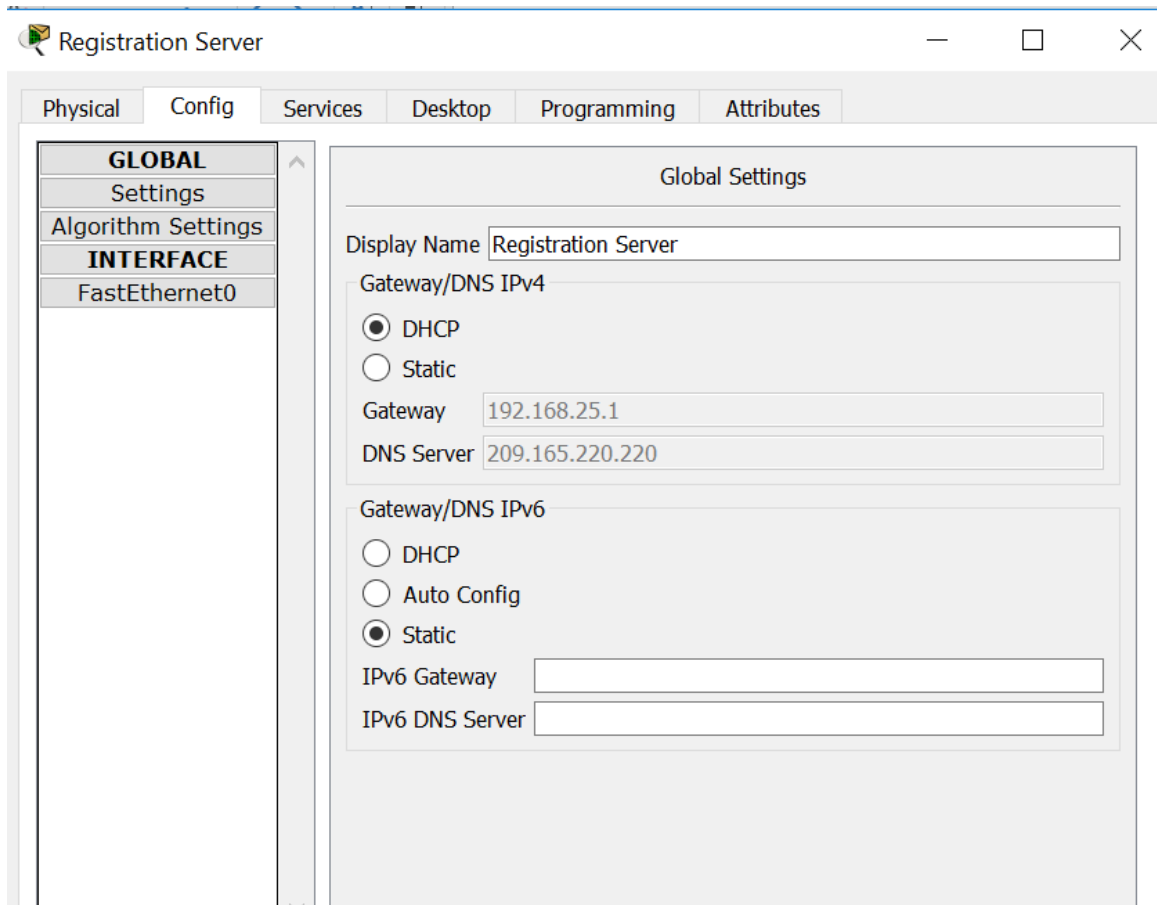 Registration Server
Physical Config Services Desktop Programming Attributes
GLOBAL
Settings
Algorithm Settings
INTERFACE
FastEthernet0
Global Settings
Display Name Registration Server
Gateway/DNS IPv4
DHCP
Static
Gateway 192.168.25.1
DNS Server 209.165.220.220
Gateway/DNS IPv6
DHCP
Auto Config
Static
IPv6 Gateway
IPv6 DNS Server